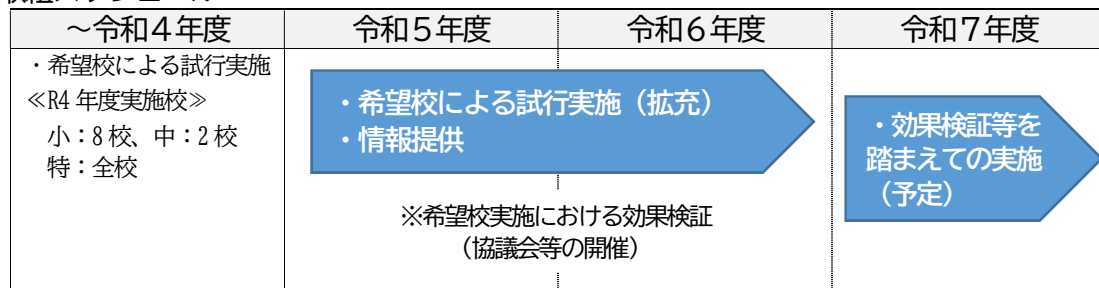 ～令和４年度
令和５年度
令和６年度
令和７年度
・希望校による試行実施
≪R4 年度実施校≫
小：8 校、中：2 校
特：全校
・希望校による試行実施（拡充）
・情報提供
※希望校実施における効果検証
（協議会等の開催）
・効果検証等を
踏まえての実施
（予定）